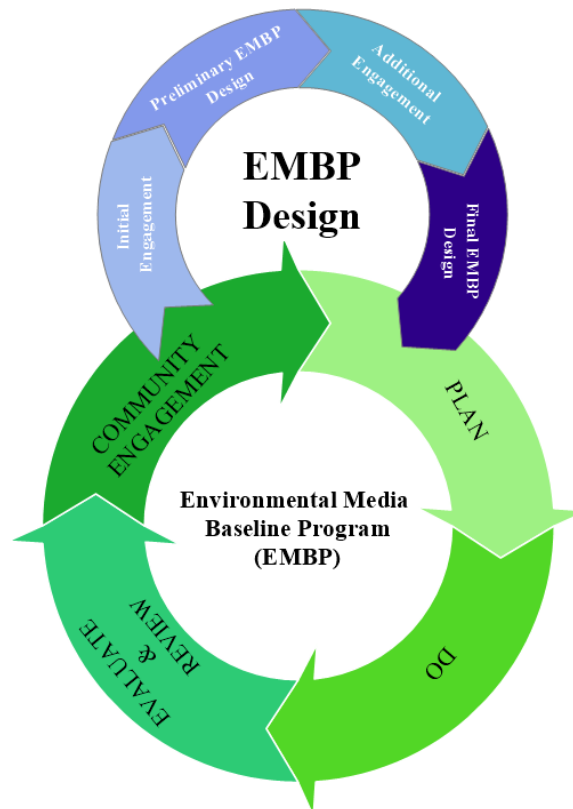 Preliminary EMBP
Design
Additional
Engagement
Initial
Engagement
EMBP
Design
Final EMBP
Design
COMMUNITY
ENGAGEMENT
PLAN
Environmental Media
Baseline Program
(EMBP)
EVALUATE
&
REVIEW
DO